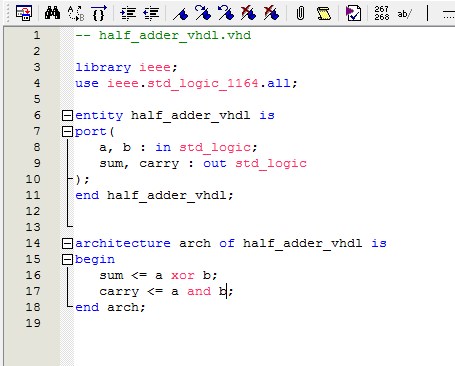 267
268 ab/
1 -- half_adder_vhdl.vhd
2
3 library ieee;
4 use ieee.std_logic_1164.all;
5
6 entity half_adder_vhdl is
7 port(
8 a, b : in std_logic;
9 sum, carry : out std_logic
10 );
11 end half_adder_vhdl;
12
13
14 architecture arch of half_adder_vhdl is
15 begin
16 sum <= a xor b;
17 carry <= a and b;
18 end arch;
19